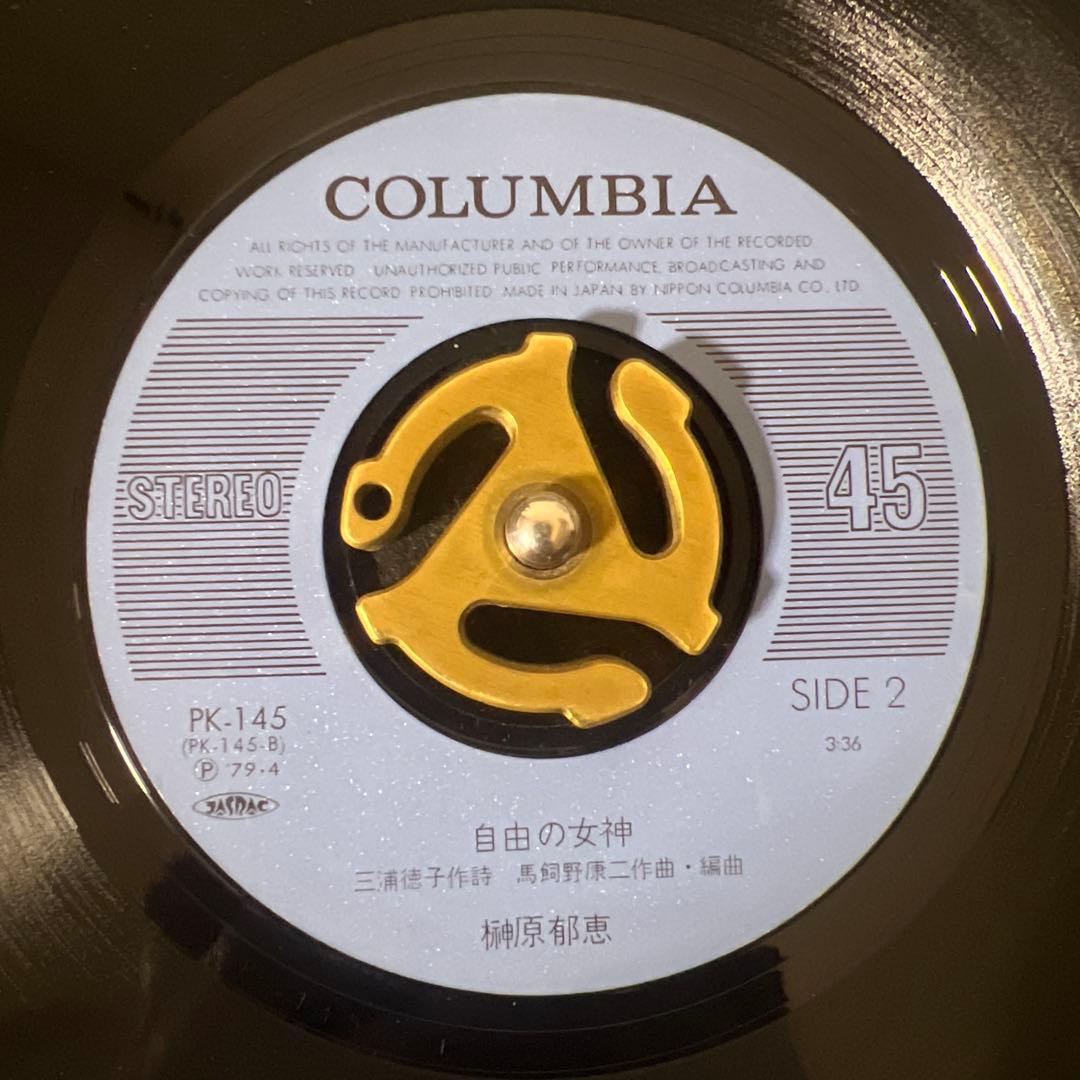 COLUMBIA
ALL RIGHTS OF THE MANUFACTURER AND OF THE OWNER OF THE RECORDED
WORK RESERVED UNAUTHORIZED PUBLIC PERFORMANCE, BROADCASTING AND
COPYING OF THIS RECORD PROHIBITED MADE IN JAPAN BY NIPPON COLUMBIA CO., LTD
STEREO
45
PK-145
(PK-145-B)
Ⓟ '79·4
JASRAC
SIDE 2
3:36
自由の女神
三浦徳子作詩 馬飼野康二作曲・編曲
榊原郁恵